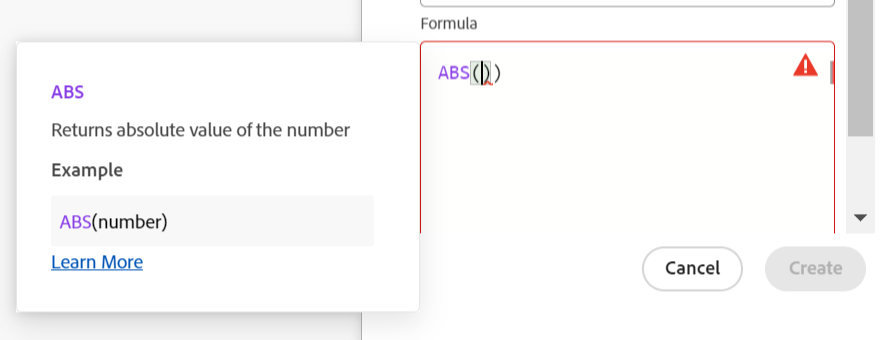 Formula
ABS())
ABS
Returns absolute value of the number
Example
ABS(number)
Learn More
Cancel
Create